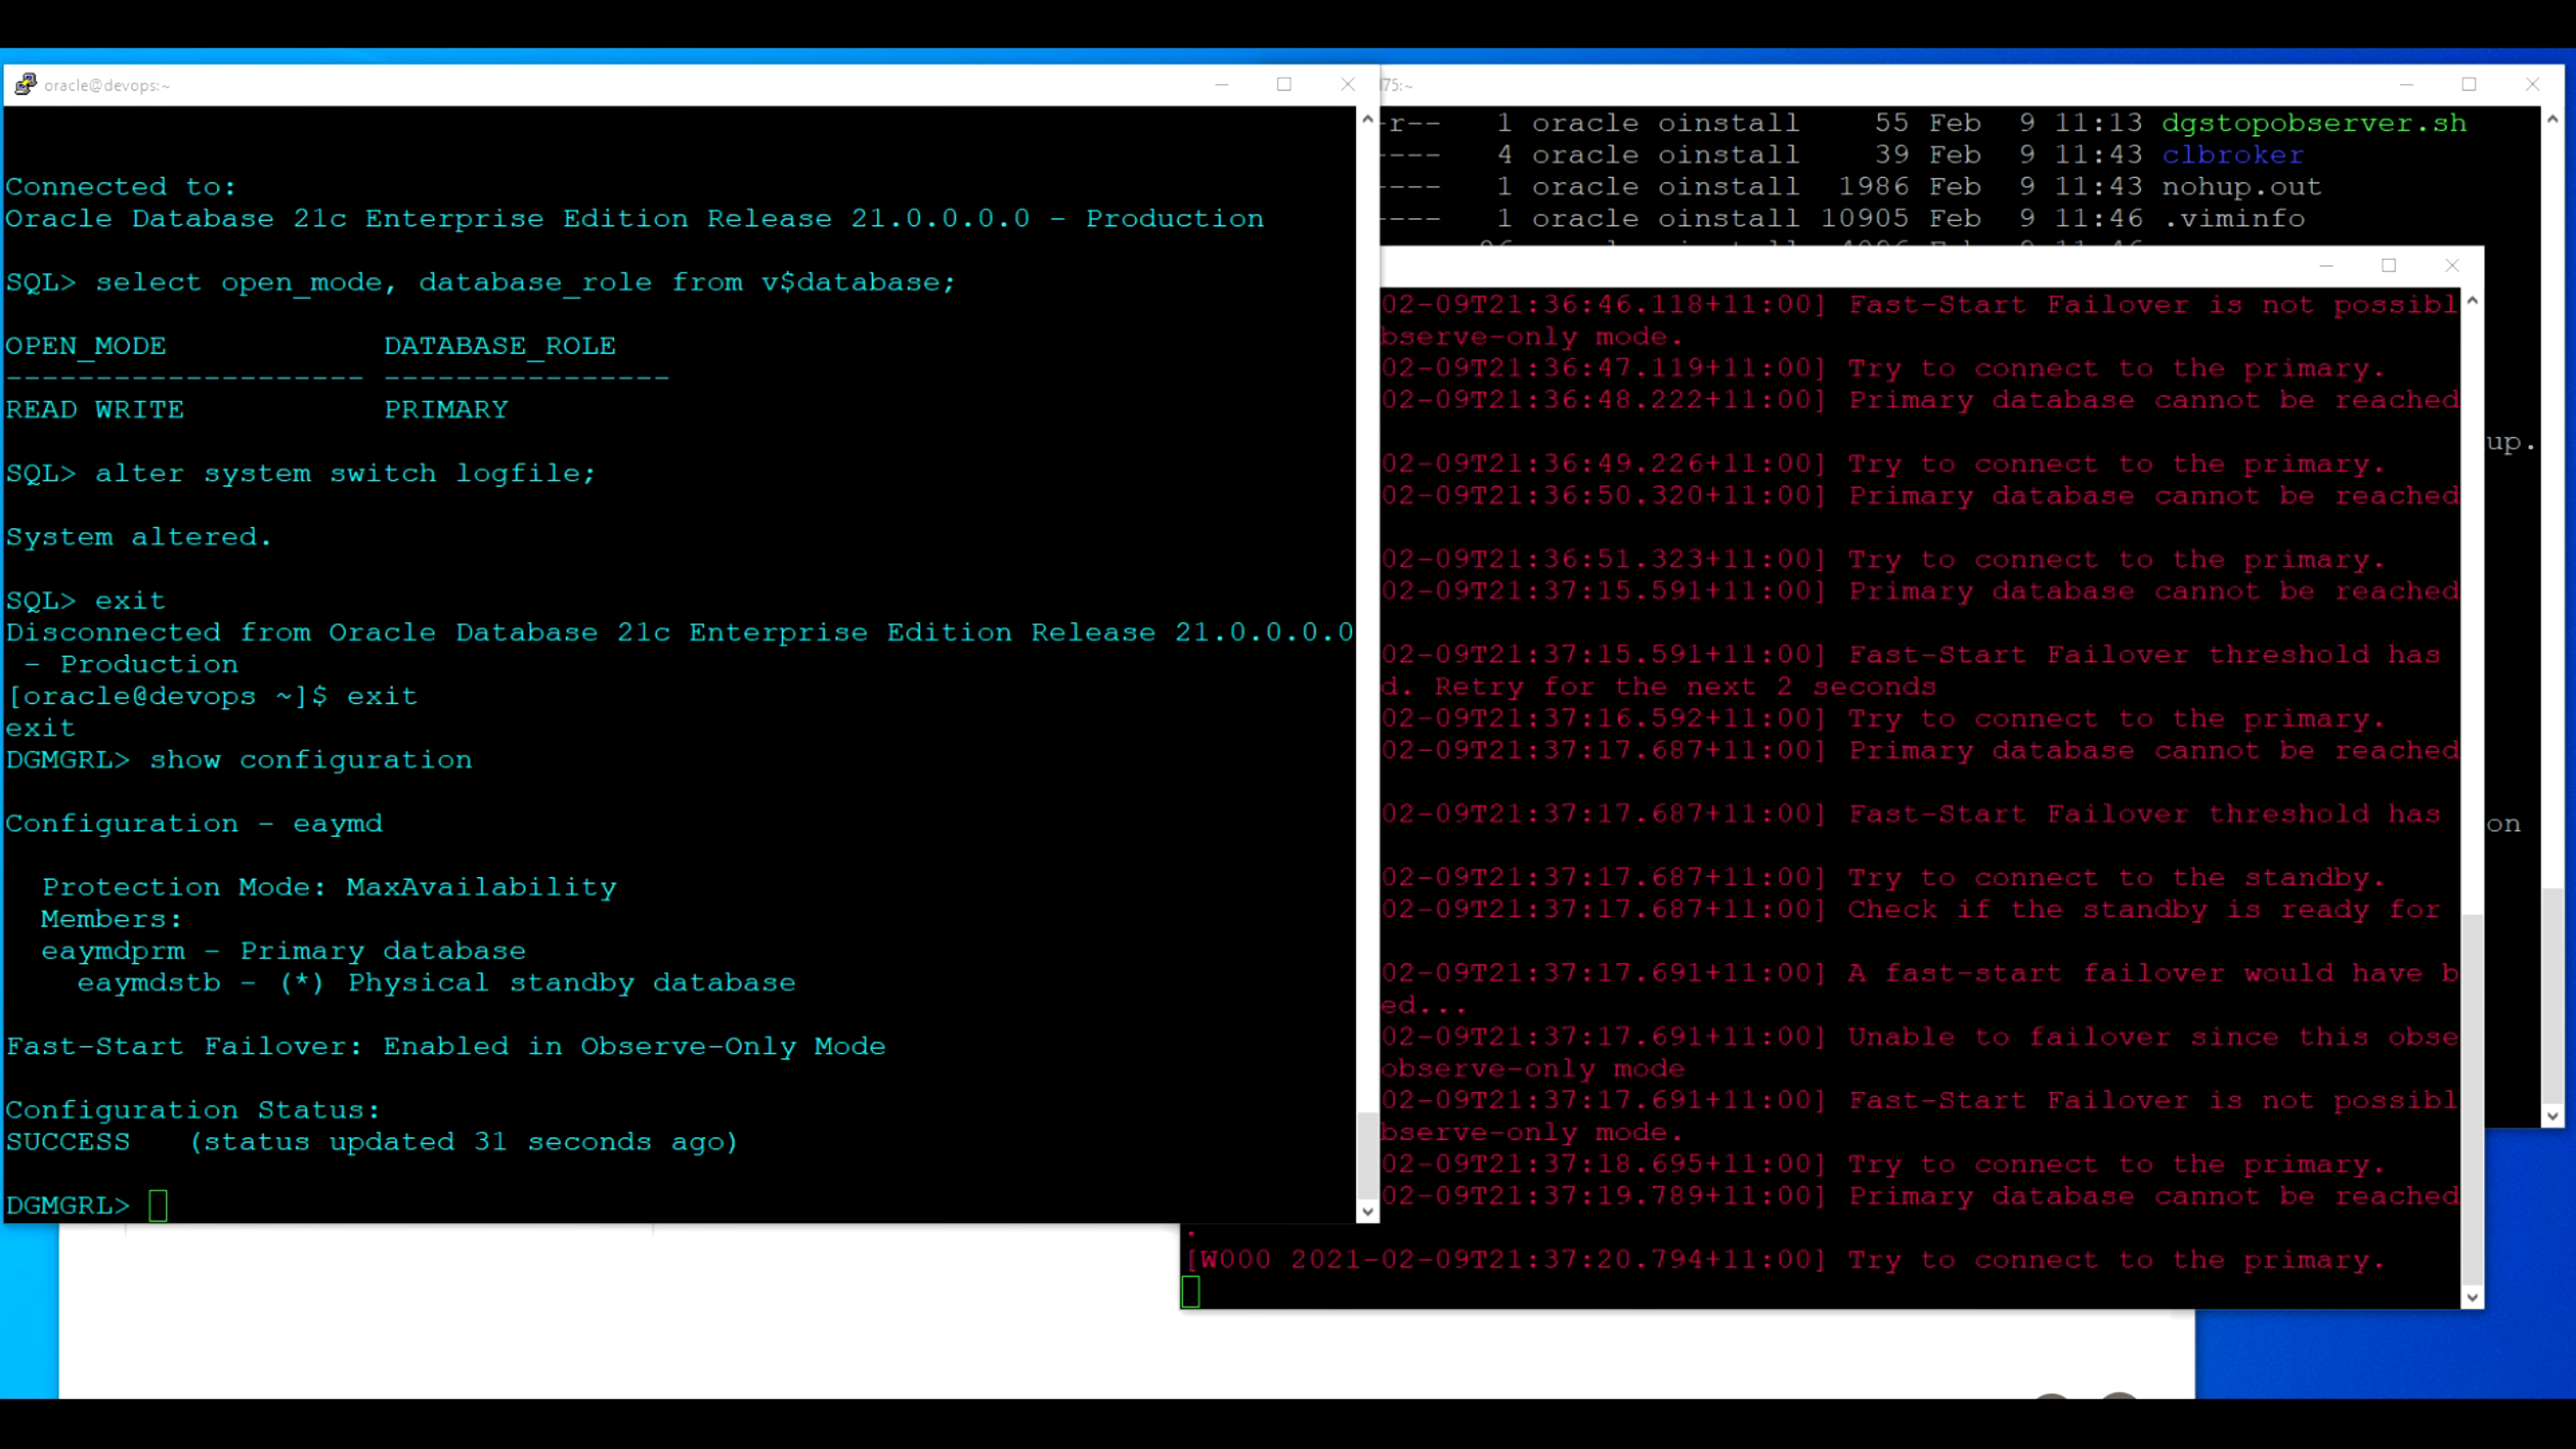 oracle@devops:~
Connected to:
Oracle Database 21c Enterprise Edition Release 21.0.0.0.0 - Production
SQL> select open_mode, database_role from v$database;
OPEN_MODE            DATABASE_ROLE
-------------------- ----------------
READ WRITE           PRIMARY
SQL> alter system switch logfile;
System altered.
SQL> exit
Disconnected from Oracle Database 21c Enterprise Edition Release 21.0.0.0.0
 - Production
[oracle@devops ~]$ exit
exit
DGMGRL> show configuration
Configuration - eaymd
  Protection Mode: MaxAvailability
  Members:
  eaymdprm - Primary database
    eaymdstb - (*) Physical standby database
Fast-Start Failover: Enabled in Observe-Only Mode
Configuration Status:
SUCCESS   (status updated 31 seconds ago)
DGMGRL>
75:~
-r--   1 oracle oinstall    55 Feb  9 11:13 dgstopobserver.sh
----   4 oracle oinstall    39 Feb  9 11:43 clbroker
----   1 oracle oinstall  1986 Feb  9 11:43 nohup.out
----   1 oracle oinstall 10905 Feb  9 11:46 .viminfo
up.
on
02-09T21:36:46.118+11:00] Fast-Start Failover is not possibl
bserve-only mode.
02-09T21:36:47.119+11:00] Try to connect to the primary.
02-09T21:36:48.222+11:00] Primary database cannot be reached
02-09T21:36:49.226+11:00] Try to connect to the primary.
02-09T21:36:50.320+11:00] Primary database cannot be reached
02-09T21:36:51.323+11:00] Try to connect to the primary.
02-09T21:37:15.591+11:00] Primary database cannot be reached
02-09T21:37:15.591+11:00] Fast-Start Failover threshold has
d. Retry for the next 2 seconds
02-09T21:37:16.592+11:00] Try to connect to the primary.
02-09T21:37:17.687+11:00] Primary database cannot be reached
02-09T21:37:17.687+11:00] Fast-Start Failover threshold has
02-09T21:37:17.687+11:00] Try to connect to the standby.
02-09T21:37:17.687+11:00] Check if the standby is ready for
02-09T21:37:17.691+11:00] A fast-start failover would have b
ed...
02-09T21:37:17.691+11:00] Unable to failover since this obse
observe-only mode
02-09T21:37:17.691+11:00] Fast-Start Failover is not possibl
bserve-only mode.
02-09T21:37:18.695+11:00] Try to connect to the primary.
02-09T21:37:19.789+11:00] Primary database cannot be reached
.
[W000 2021-02-09T21:37:20.794+11:00] Try to connect to the primary.